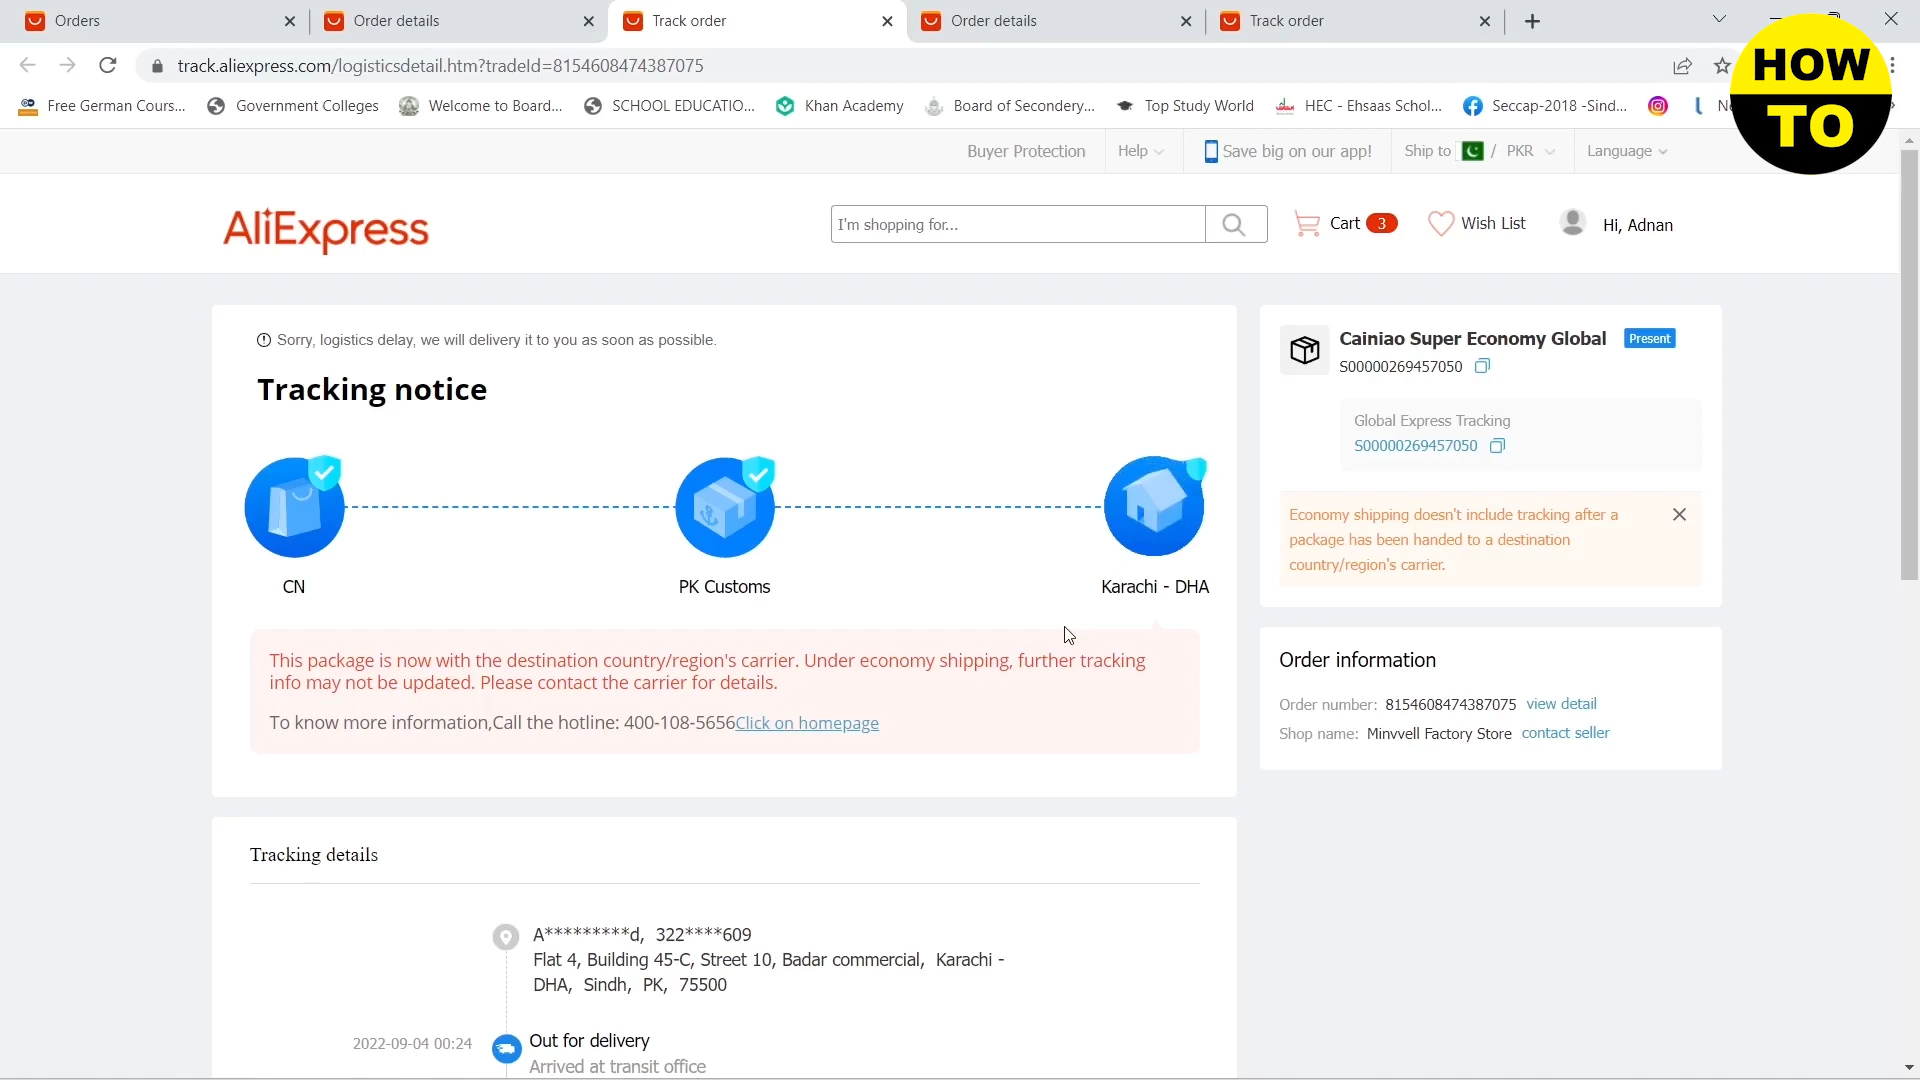 Orders
Order details
Track order
Order details
Track order
track.aliexpress.com/logisticsdetail.htm?tradeId=8154608474387075
HOW
TO
Free German Cours...
Government Colleges
Welcome to Board...
SCHOOL EDUCATIO...
Khan Academy
Board of Secondery...
Top Study World
HEC - Ehsaas Schol...
Seccap-2018 -Sind...
Buyer Protection
Help
Save big on our app!
Ship to / PKR
Language
AliExpress
I'm shopping for...
Cart 3
Wish List
Hi, Adnan
Sorry, logistics delay, we will delivery it to you as soon as possible.
Tracking notice
CN
PK Customs
Karachi - DHA
This package is now with the destination country/region's carrier. Under economy shipping, further tracking
info may not be updated. Please contact the carrier for details.
To know more information,Call the hotline: 400-108-5656Click on homepage
Cainiao Super Economy Global Present
S00000269457050
Global Express Tracking
S00000269457050
Economy shipping doesn't include tracking after a
package has been handed to a destination
country/region's carrier.
Order information
Order number: 8154608474387075 view detail
Shop name: Minvvell Factory Store contact seller
Tracking details
A*********d, 322****609
Flat 4, Building 45-C, Street 10, Badar commercial, Karachi -
DHA, Sindh, PK, 75500
2022-09-04 00:24
Out for delivery
Arrived at transit office